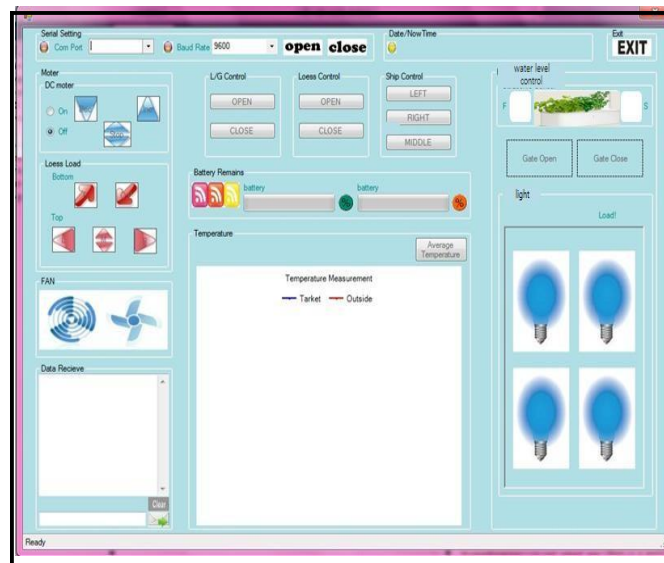 Serial Setting
Com Port
Baud Rate 9600
open close
Date/NowTime
Exit
EXIT
Moter
DC moter
On
Off
Stop
Loess Load
Bottom
Top
FAN
Data Recieve
Clear
L/G Control
OPEN
CLOSE
Loess Control
OPEN
CLOSE
Ship Control
LEFT
RIGHT
MIDDLE
Battery Remains
battery
%
battery
%
Temperature
Average
Temperature
Temperature Measurement
Tarket Outside
water level
control
F
S
Gate Open
Gate Close
light
Load!
Ready